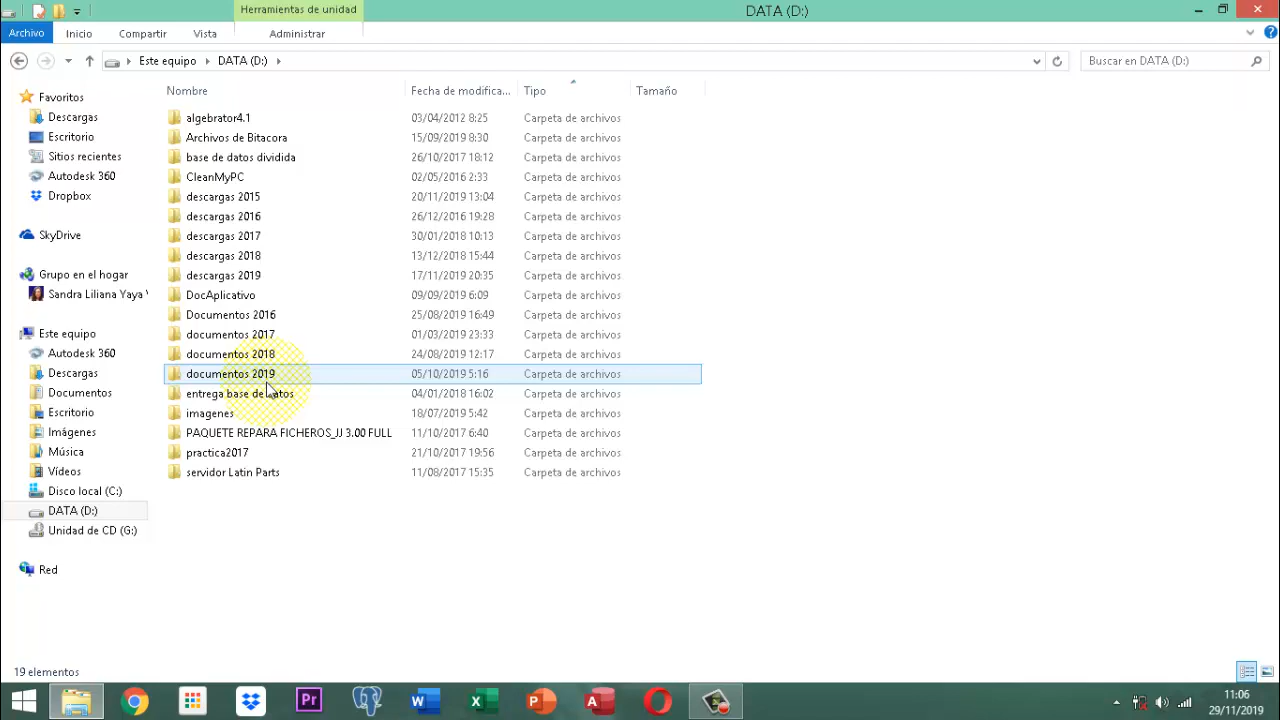 Herramientas de unidad
DATA (D:)
Archivo Inicio Compartir Vista Administrar
Este equipo DATA (D:) Buscar en DATA (D:)
Nombre Fecha de modifica... Tipo Tamaño
algebrator4.1 03/04/2012 8:25 Carpeta de archivos
Archivos de Bitacora 15/09/2019 8:30 Carpeta de archivos
base de datos dividida 26/10/2017 18:12 Carpeta de archivos
CleanMyPC 02/05/2016 2:33 Carpeta de archivos
descargas 2015 20/11/2019 13:04 Carpeta de archivos
descargas 2016 26/12/2016 19:28 Carpeta de archivos
descargas 2017 30/01/2018 10:13 Carpeta de archivos
descargas 2018 13/12/2018 15:44 Carpeta de archivos
descargas 2019 17/11/2019 20:35 Carpeta de archivos
DocAplicativo 09/09/2019 6:09 Carpeta de archivos
Documentos 2016 25/08/2019 16:49 Carpeta de archivos
documentos 2017 01/03/2019 23:33 Carpeta de archivos
documentos 2018 24/08/2019 12:17 Carpeta de archivos
documentos 2019 05/10/2019 5:16 Carpeta de archivos
entrega base de datos 04/01/2018 16:02 Carpeta de archivos
imagenes 18/07/2019 5:42 Carpeta de archivos
PAQUETE REPARA FICHEROS_JJ 3.00 FULL 11/10/2017 6:40 Carpeta de archivos
practica2017 21/10/2017 19:56 Carpeta de archivos
servidor Latin Parts 11/08/2017 15:35 Carpeta de archivos
Favoritos
Descargas
Escritorio
Sitios recientes
Autodesk 360
Dropbox
SkyDrive
Grupo en el hogar
Sandra Liliana Yaya
Este equipo
Autodesk 360
Descargas
Documentos
Escritorio
Imágenes
Música
Vídeos
Disco local (C:)
DATA (D:)
Unidad de CD (G:)
Red
19 elementos
11:06
29/11/2019